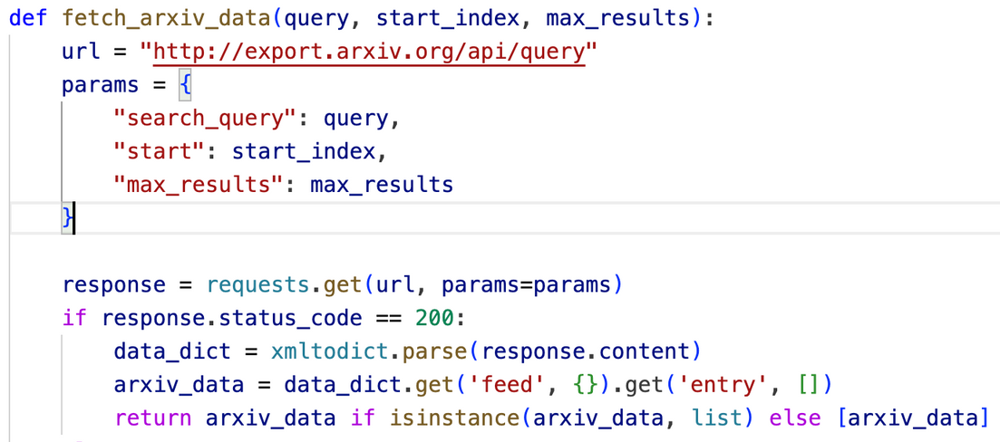 def fetch_arxiv_data(query, start_index, max_results):
    url = "http://export.arxiv.org/api/query"
    params = {
        "search_query": query,
        "start": start_index,
        "max_results": max_results
    }
    response = requests.get(url, params=params)
    if response.status_code == 200:
        data_dict = xmltodict.parse(response.content)
        arxiv_data = data_dict.get('feed', {}).get('entry', [])
        return arxiv_data if isinstance(arxiv_data, list) else [arxiv_data]